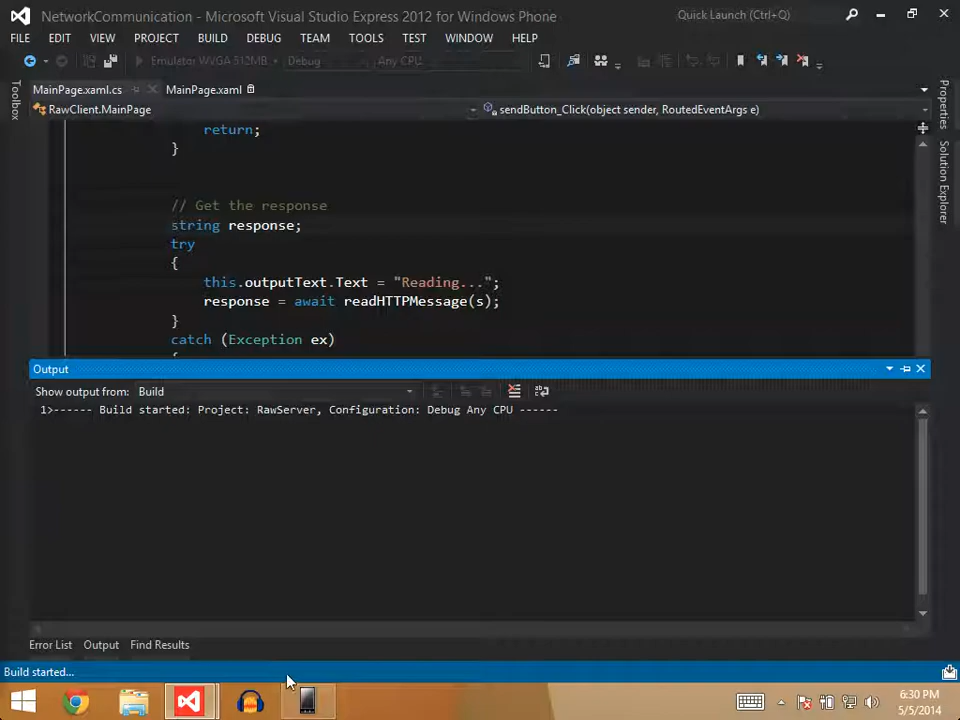 NetworkCommunication - Microsoft Visual Studio Express 2012 for Windows Phone
Quick Launch (Ctrl+Q)
FILE EDIT VIEW PROJECT BUILD DEBUG TEAM TOOLS TEST WINDOW HELP
Emulator WVGA 512MB Debug Any CPU
Toolbox
MainPage.xaml.cs MainPage.xaml
RawClient.MainPage sendButton_Click(object sender, RoutedEventArgs e)
return;
}
// Get the response
string response;
try
{
this.outputText.Text = "Reading...";
response = await readHTTPMessage(s);
}
catch (Exception ex)
{
Properties
Solution Explorer
Output
Show output from: Build
1>------ Build started: Project: RawServer, Configuration: Debug Any CPU ------
Error List Output Find Results
Build started...
6:30 PM
5/5/2014